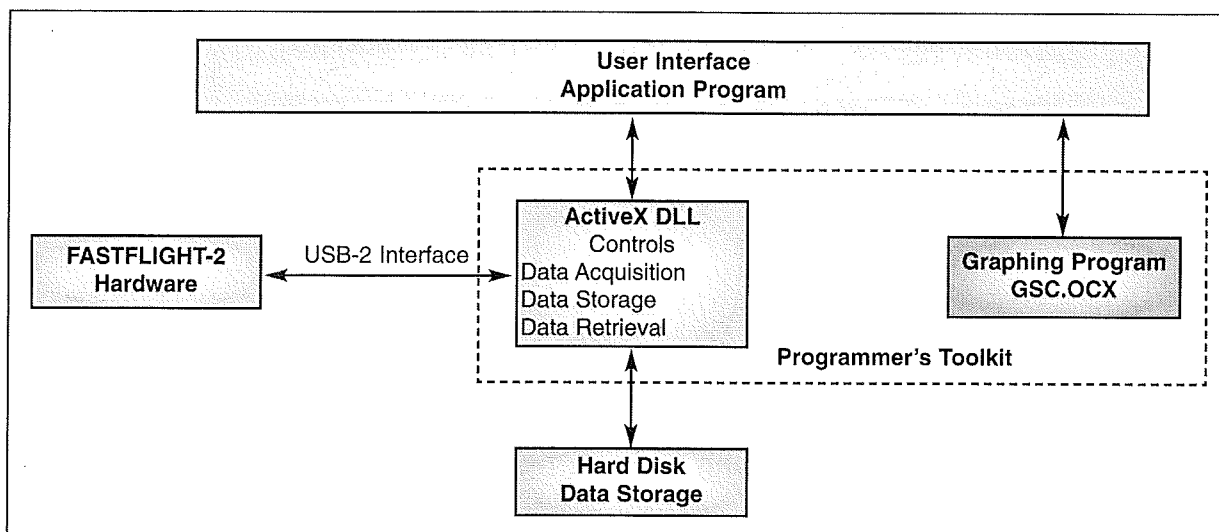 User Interface
Application Program
ActiveX DLL
Controls
Data Acquisition
Data Storage
Data Retrieval
FASTFLIGHT-2
Hardware
USB-2 Interface
Graphing Program
GSC.OCX
Programmer's Toolkit
Hard Disk
Data Storage